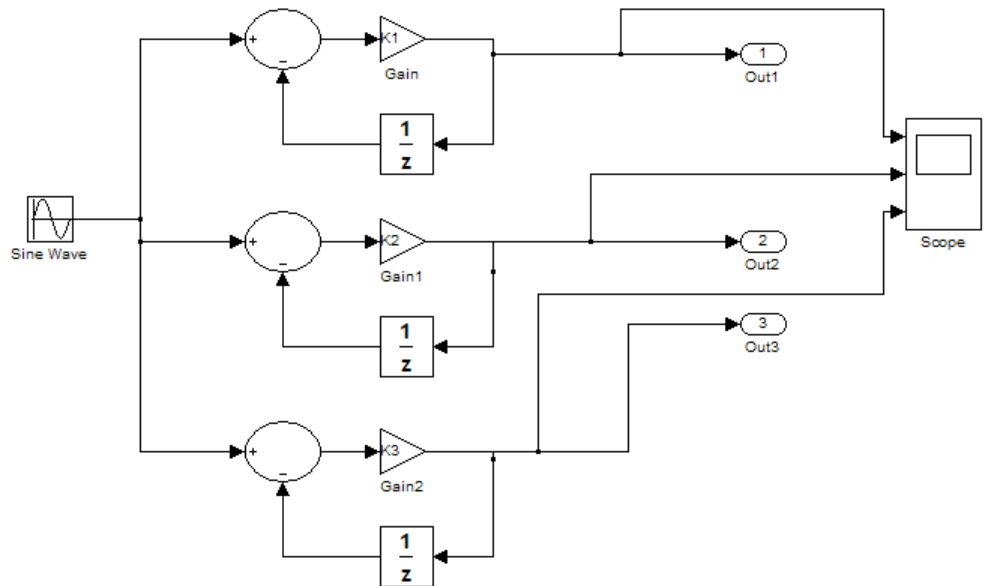 +
−
K1
Gain
1
Out1
1
z
Sine Wave
+
−
K2
Gain1
2
Out2
Scope
1
z
3
Out3
+
−
K3
Gain2
1
z